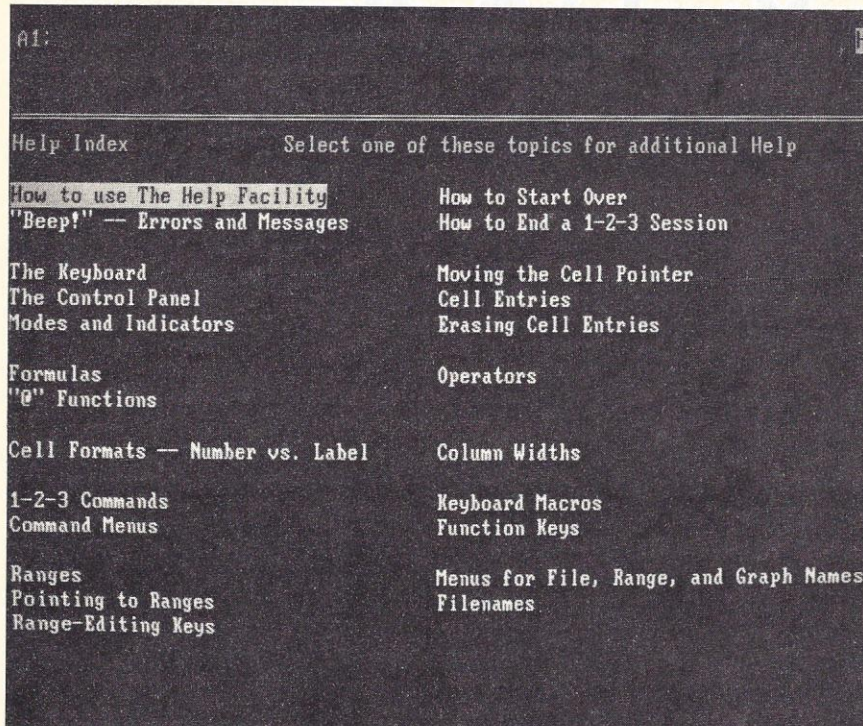 A1:
Help Index Select one of these topics for additional Help
How to use The Help Facility How to Start Over
"Beep!" -- Errors and Messages How to End a 1-2-3 Session
The Keyboard Moving the Cell Pointer
The Control Panel Cell Entries
Modes and Indicators Erasing Cell Entries
Formulas Operators
"@" Functions
Cell Formats -- Number vs. Label Column Widths
1-2-3 Commands Keyboard Macros
Command Menus Function Keys
Ranges Menus for File, Range, and Graph Names
Pointing to Ranges Filenames
Range-Editing Keys